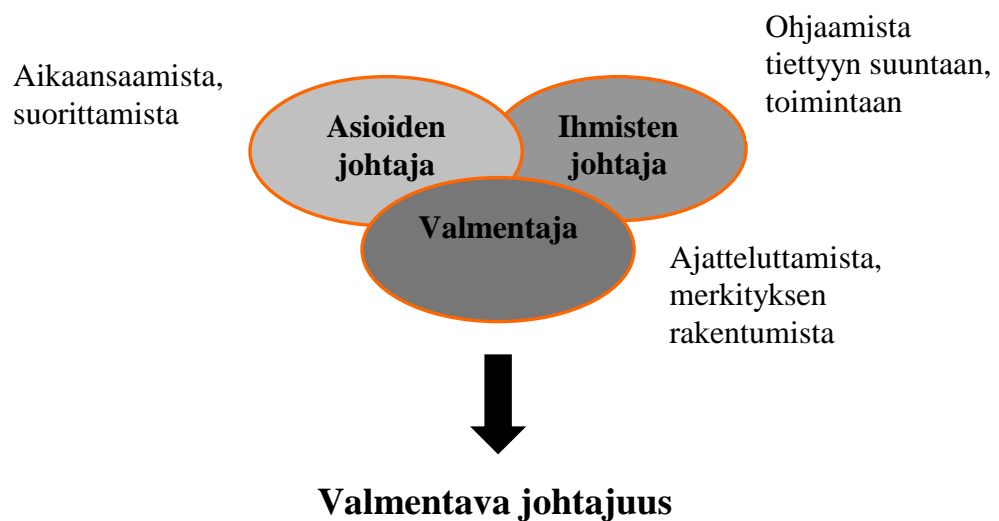 Aikaansaamista,
suorittamista
Asioiden
johtaja
Ihmisten
johtaja
Ohjaamista
tiettyyn suuntaan,
toimintaan
Valmentaja
Ajatteluttamista,
merkityksen
rakentumista
Valmentava johtajuus